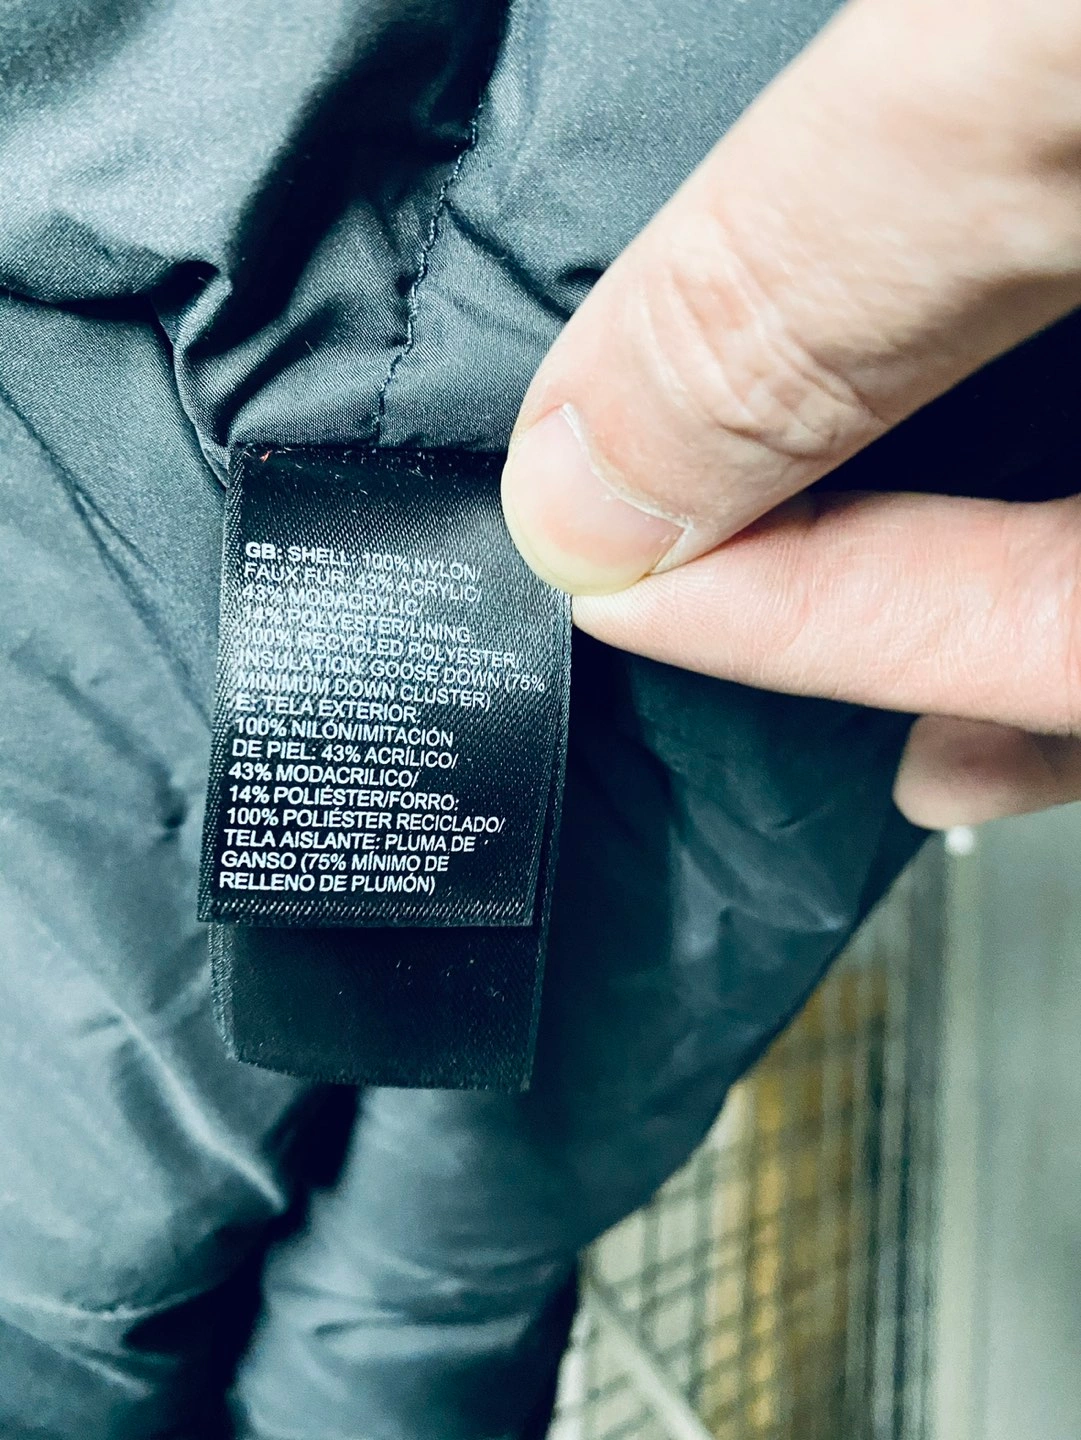 GB: SHELL: 100% NYLON/
FAUX FUR: 43% ACRYLIC/
43% MODACRYLIC/
14% POLYESTER/LINING:
100% RECYCLED POLYESTER/
INSULATION: GOOSE DOWN (75%
MINIMUM DOWN CLUSTER)
E: TELA EXTERIOR:
100% NILÓN/IMITACIÓN
DE PIEL: 43% ACRÍLICO/
43% MODACRILICO/
14% POLIÉSTER/FORRO:
100% POLIÉSTER RECICLADO/
TELA AISLANTE: PLUMA DE
GANSO (75% MÍNIMO DE
RELLENO DE PLUMÓN)